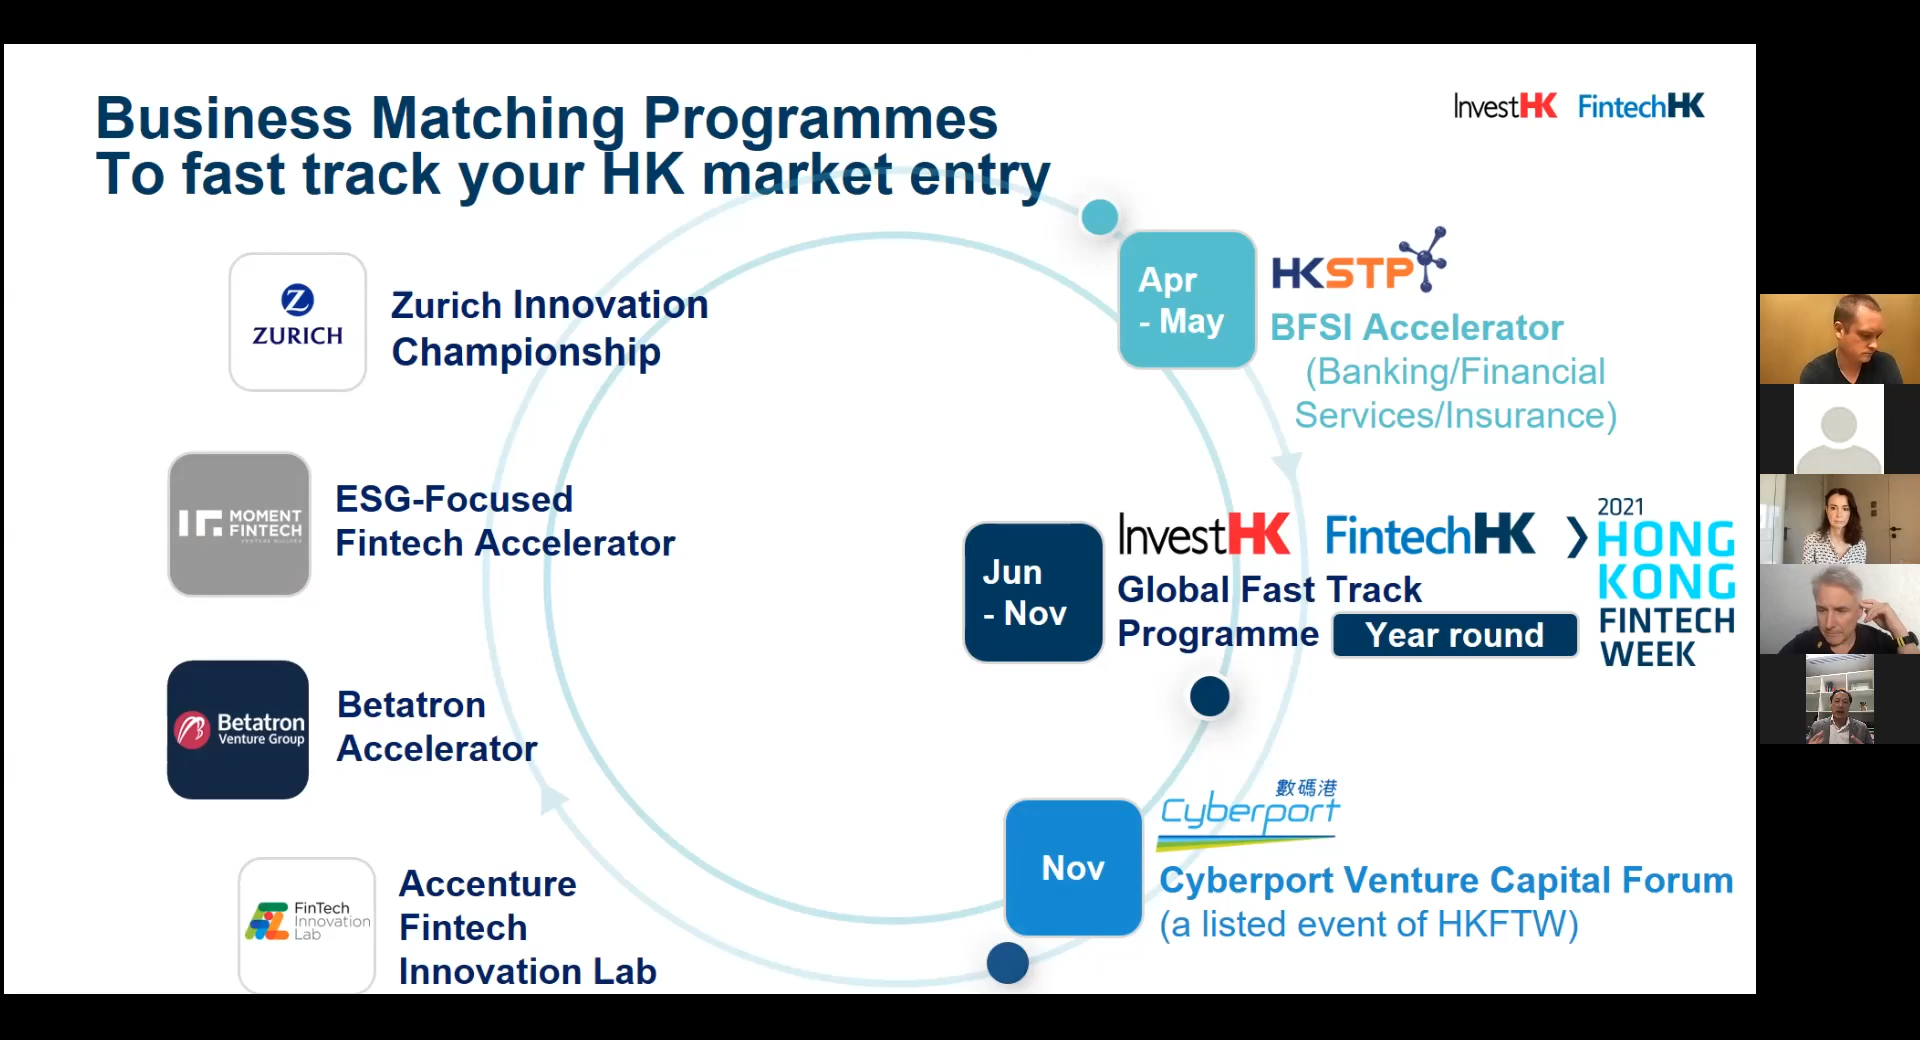 Business Matching Programmes
To fast track your HK market entry
InvestHK FintechHK
ZURICH
Zurich Innovation
Championship
MOMENT
FINTECH
ESG-Focused
Fintech Accelerator
Betatron
Venture Group
Betatron
Accelerator
FinTech
Innovation
Lab
Accenture
Fintech
Innovation Lab
Apr
- May
HKSTP
BFSI Accelerator
(Banking/Financial
Services/Insurance)
Jun
- Nov
InvestHK FintechHK
Global Fast Track
Programme
Year round
2021
HONG
KONG
FINTECH
WEEK
Nov
數碼港
Cyberport
Cyberport Venture Capital Forum
(a listed event of HKFTW)